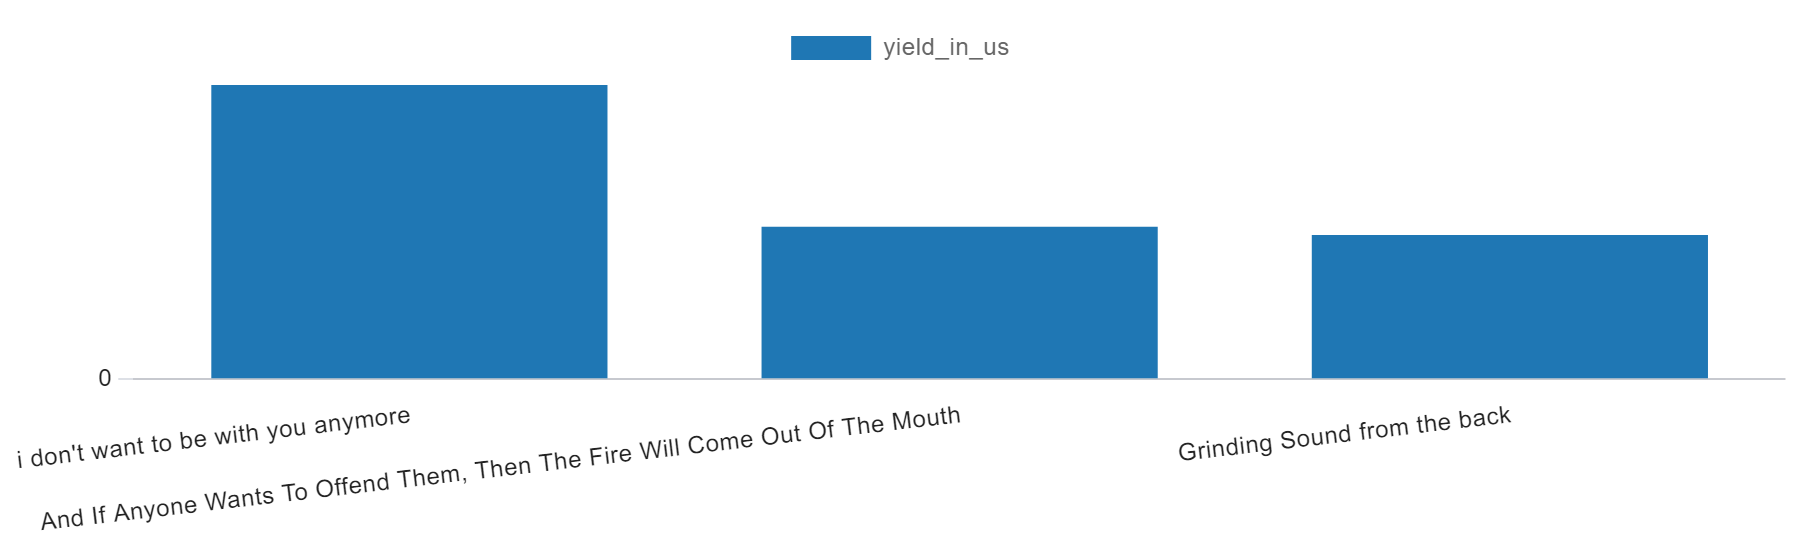 yield_in_us
0
i don't want to be with you anymore
And If Anyone Wants To Offend Them, Then The Fire Will Come Out Of The Mouth
Grinding Sound from the back